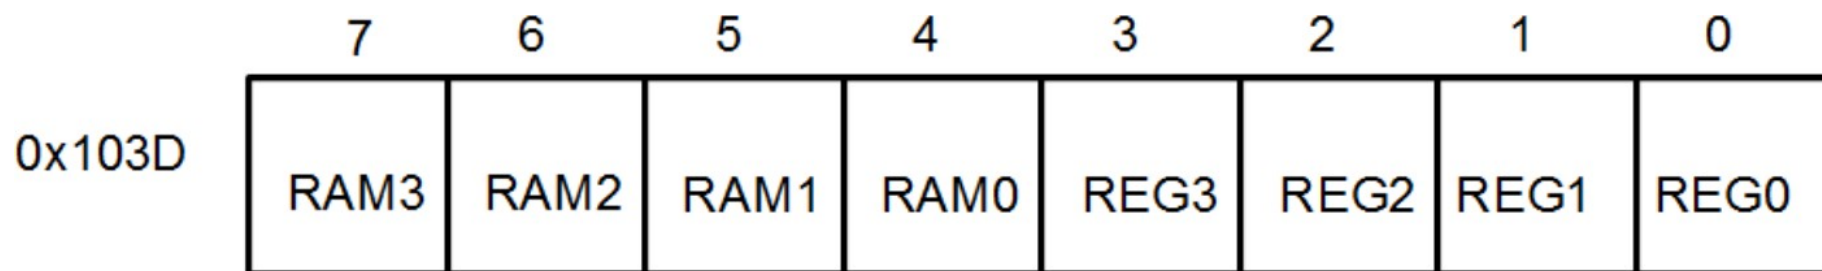 7 6 5 4 3 2 1 0
0x103D RAM3 RAM2 RAM1 RAM0 REG3 REG2 REG1 REG0